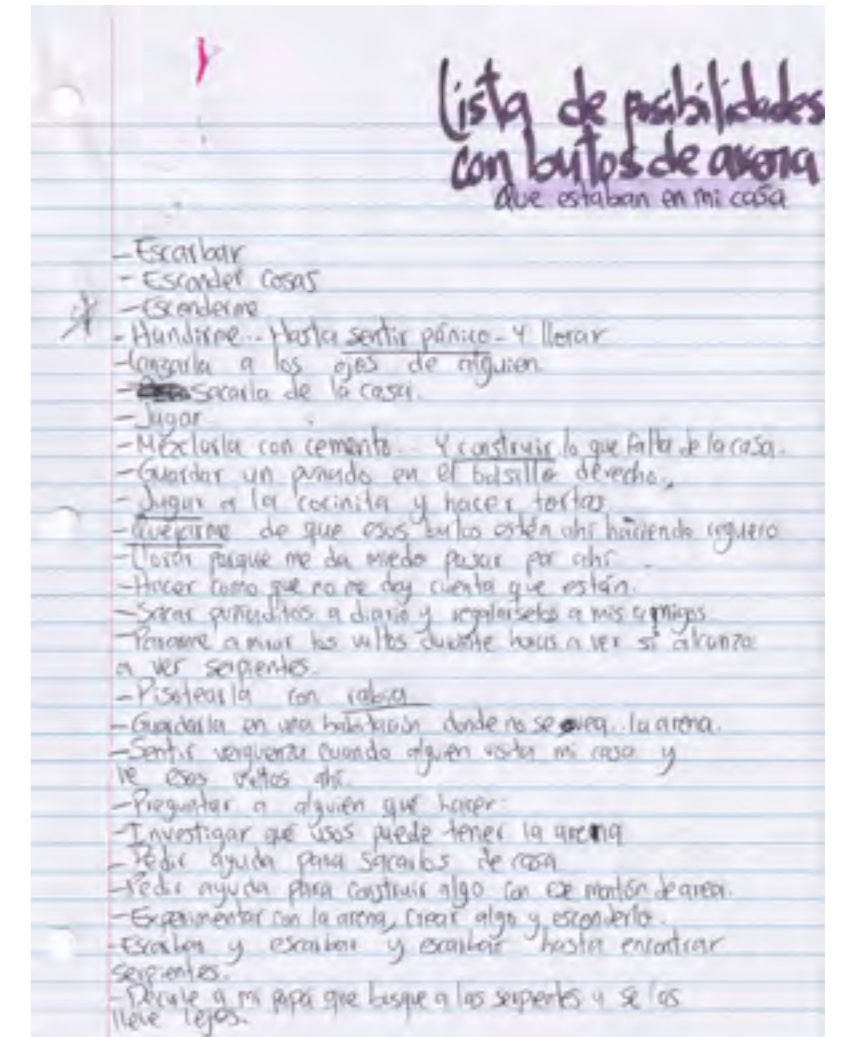 lista de posibilidades
con bultos de arena
que estaban en mi casa
- Escarbar
- Esconder cosas
- Esconderme
- Hundirme... Hasta sentir pánico - Y llorar
- Lanzarla a los ojos de alguien.
- Sacarla de la casa.
- Jugar
- Mezclarla con cemento... Y construir lo que falta de la casa.
- Guardar un puñado en el bolsillo derecho.
- Jugar a la cocinita y hacer tortas
- Quejarme de que esos bultos estén ahí haciendo reguero
- Llorar porque me da miedo pasar por ahí
- Hacer como que no me doy cuenta que están.
- Sacar puñaditos a diario y regalárselos a mis amigos
- Pararme a mirar los vultos durante horas a ver si alcanza
a ver serpientes.
- Pisotearla con rabia
- Guardarla en una habitación donde no se vea... la arena.
- Sentir verguenza cuando alguien visita mi casa y
ve esos vultos ahí.
- Preguntar a alguien qué hacer.
- Investigar qué usos puede tener la arena
- Pedir ayuda para sacarlos de casa
- Pedir ayuda para construir algo con ese montón de arena.
- Experimentar con la arena, crear algo y esconderlo.
- Escarbar y escarbar y escarbar hasta encontrar
serpientes.
- Decirle a mi papá que busque a las serpientes y se las
lleve lejos.